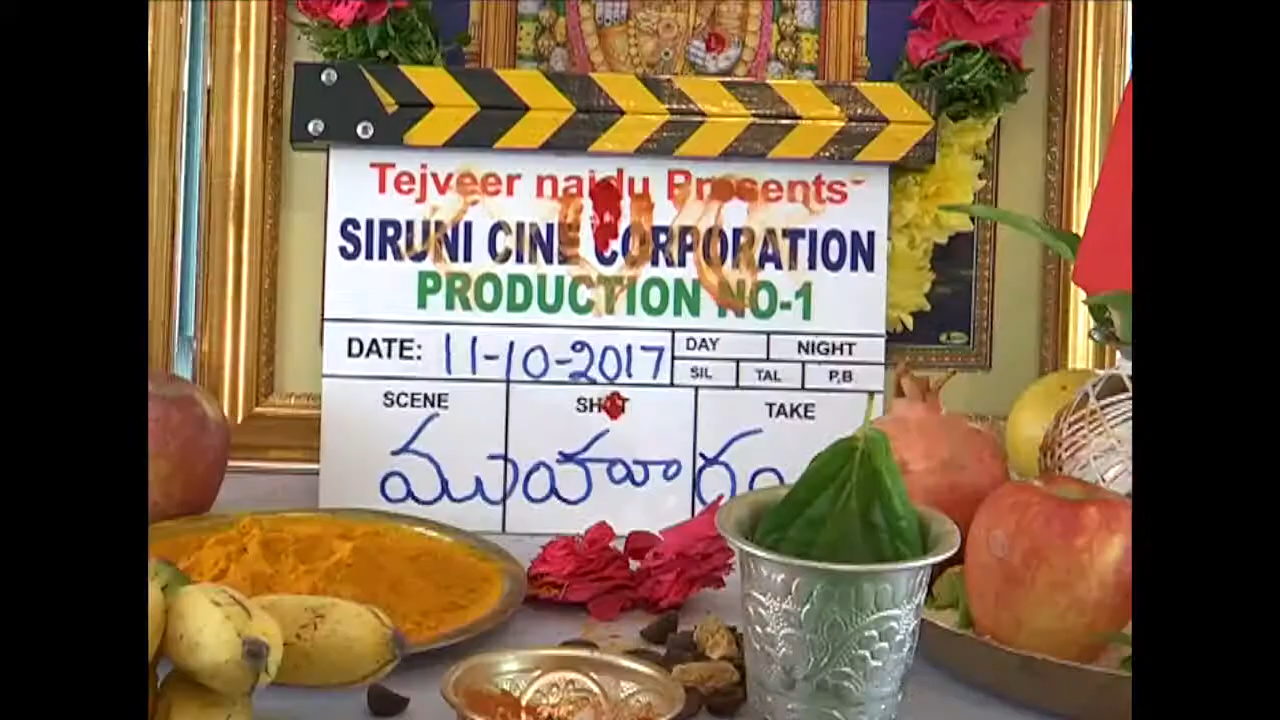 Tejveer naidu Presents
SIRUNI CINE CORPORATION
PRODUCTION NO-1
DATE: 11-10-2017
DAY NIGHT
SIL TAL P,B
SCENE SHOT TAKE